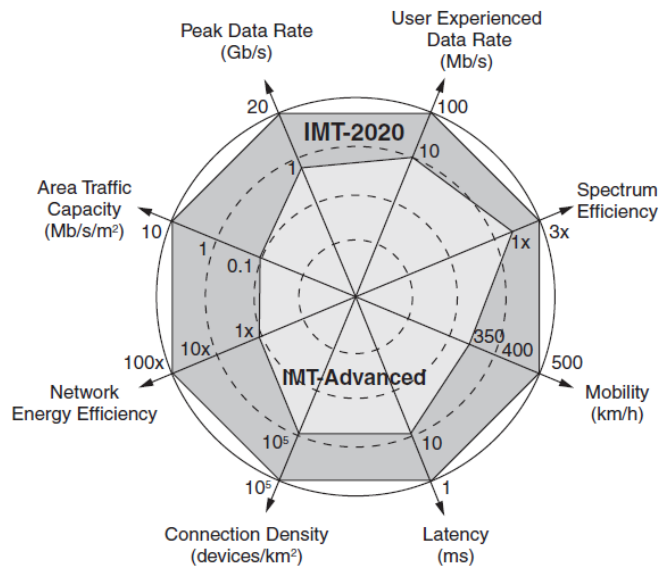 Peak Data Rate
(Gb/s)
User Experienced
Data Rate
(Mb/s)
20
100
IMT-2020
1
10
Area Traffic
Capacity
(Mb/s/m²)
Spectrum
Efficiency
10
1
0.1
1x
3x
1x
350
400
500
100x
10x
Network
Energy Efficiency
IMT-Advanced
Mobility
(km/h)
10⁵
10
10⁵
1
Connection Density
(devices/km²)
Latency
(ms)